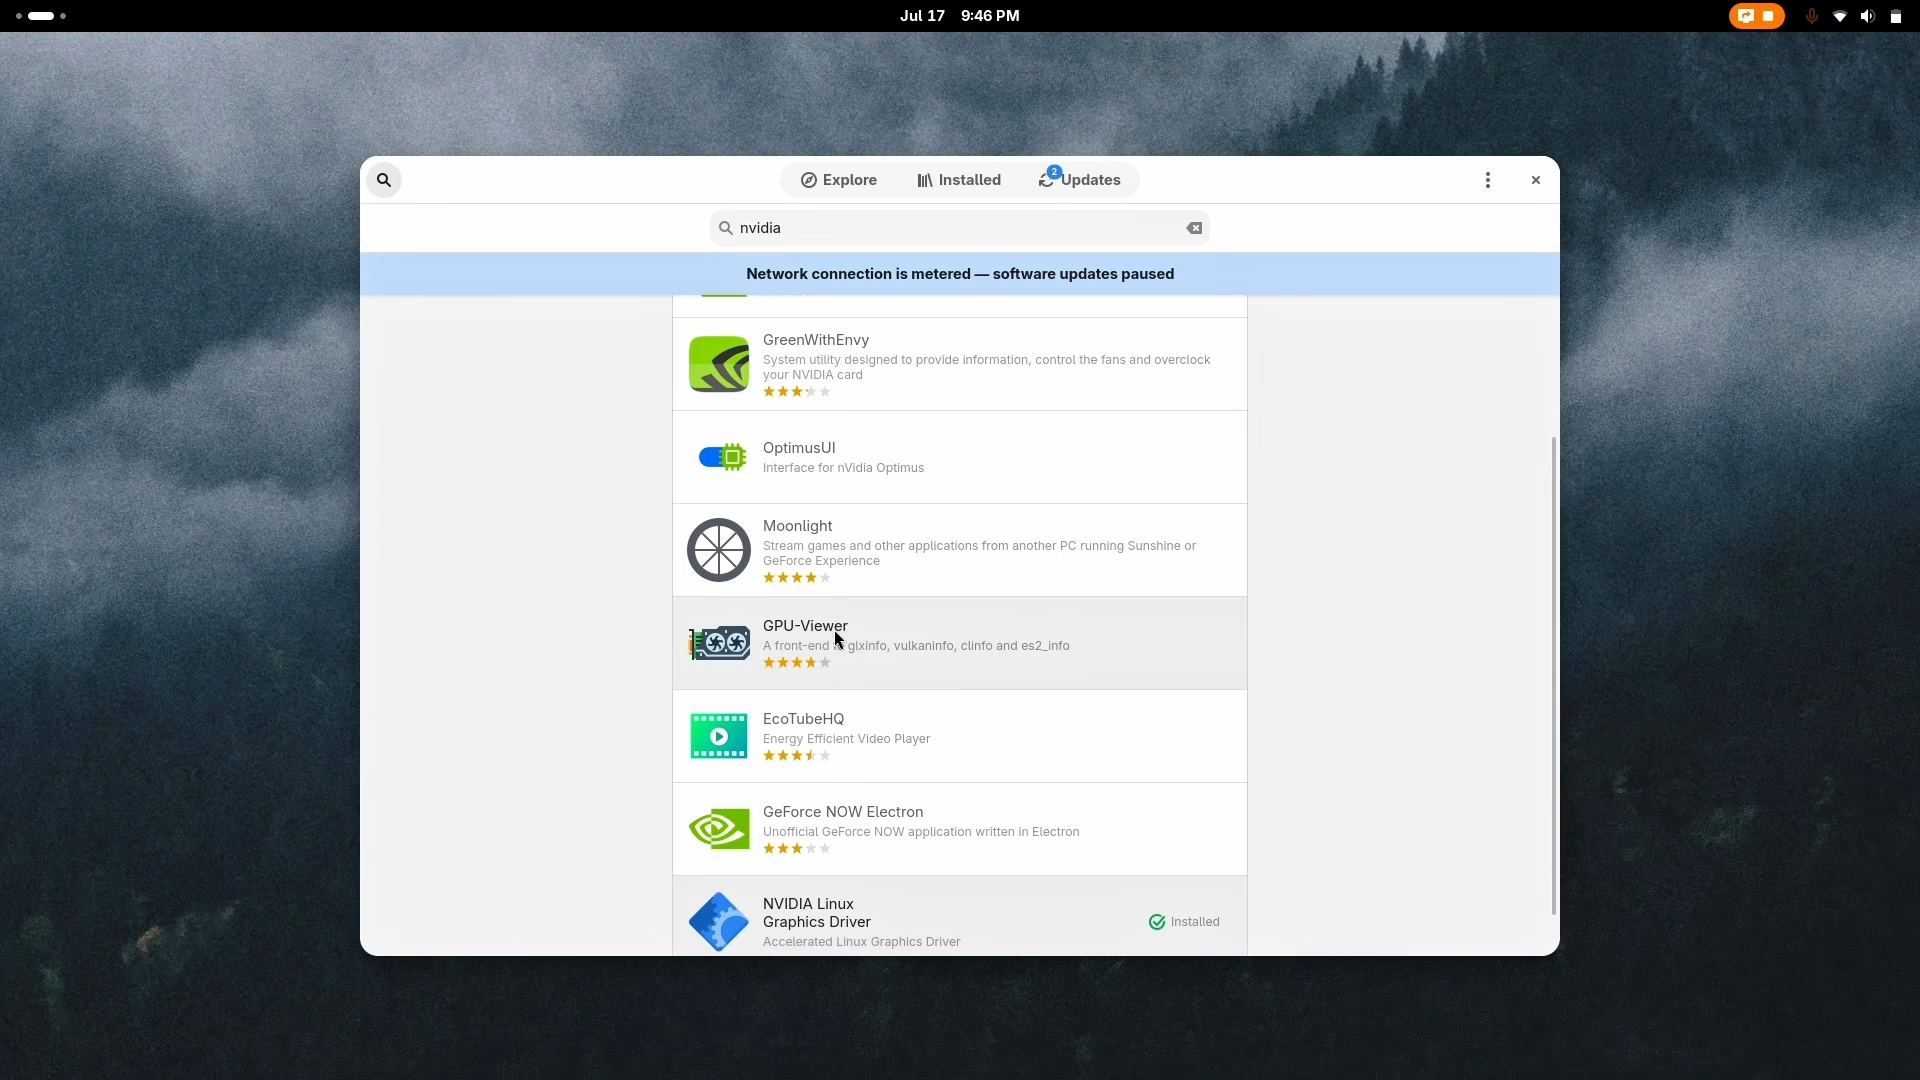 Jul 17 9:46 PM
Explore
Installed
2
Updates
nvidia
Network connection is metered — software updates paused
GreenWithEnvy
System utility designed to provide information, control the fans and overclock
your NVIDIA card
OptimusUI
Interface for nVidia Optimus
Moonlight
Stream games and other applications from another PC running Sunshine or
GeForce Experience
GPU-Viewer
A front-end glxinfo, vulkaninfo, clinfo and es2_info
EcoTubeHQ
Energy Efficient Video Player
GeForce NOW Electron
Unofficial GeForce NOW application written in Electron
NVIDIA Linux
Graphics Driver
Installed
Accelerated Linux Graphics Driver